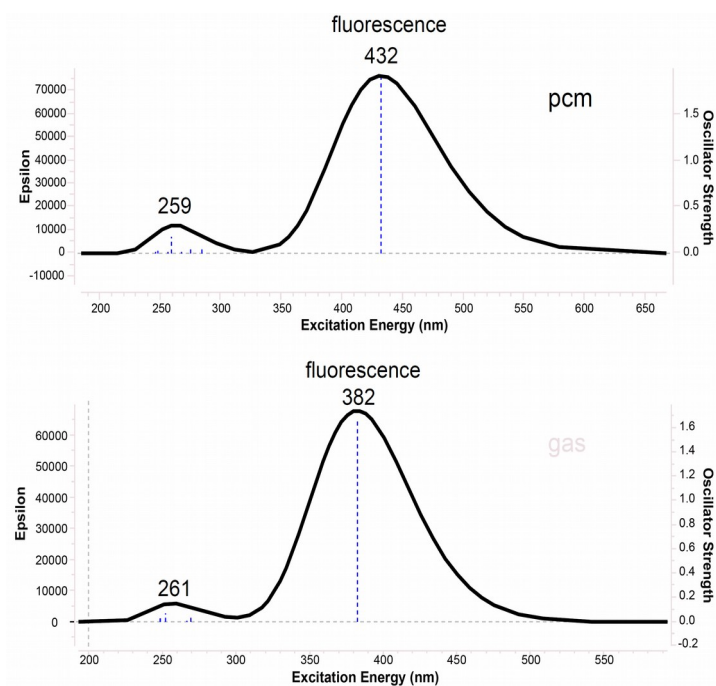 fluorescence
432
pcm
259
70000
60000
50000
40000
30000
20000
10000
0
-10000
Epsilon
1.5
1.0
0.5
0.0
Oscillator Strength
200 250 300 350 400 450 500 550 600 650
Excitation Energy (nm)
fluorescence
382
gas
261
60000
50000
40000
30000
20000
10000
0
Epsilon
1.6
1.4
1.2
1.0
0.8
0.6
0.4
0.2
0.0
-0.2
Oscillator Strength
200 250 300 350 400 450 500 550
Excitation Energy (nm)